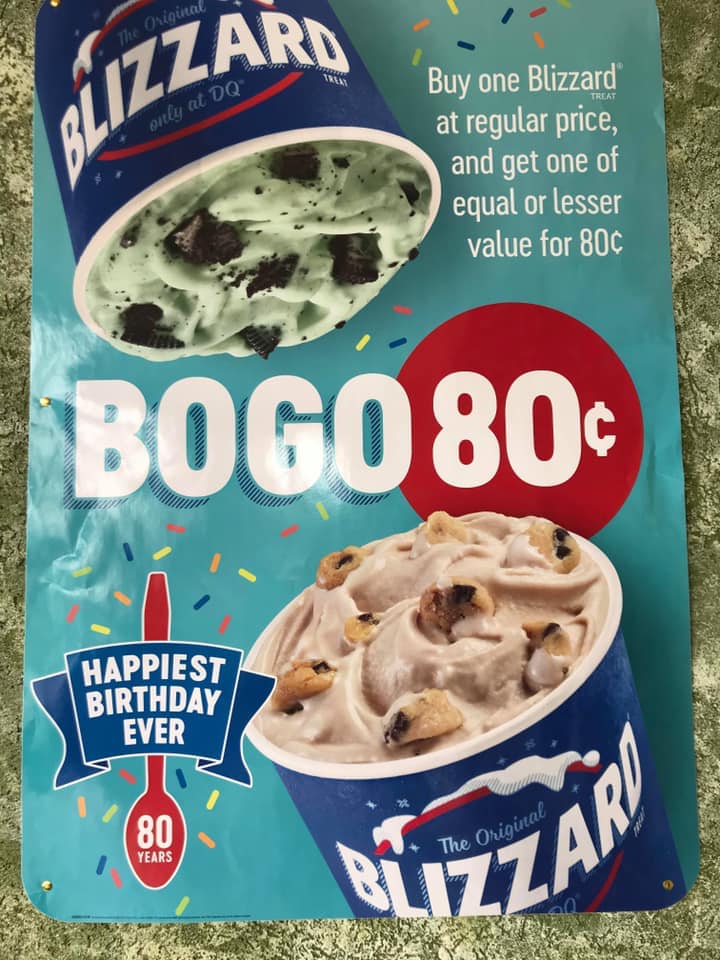 The Original
BLIZZARD®
TREAT
only at DQ®
Buy one Blizzard®
TREAT
at regular price,
and get one of
equal or lesser
value for 80¢
BOGO 80¢
HAPPIEST
BIRTHDAY
EVER
80
YEARS
The Original
BLIZZARD
TREAT
DQ